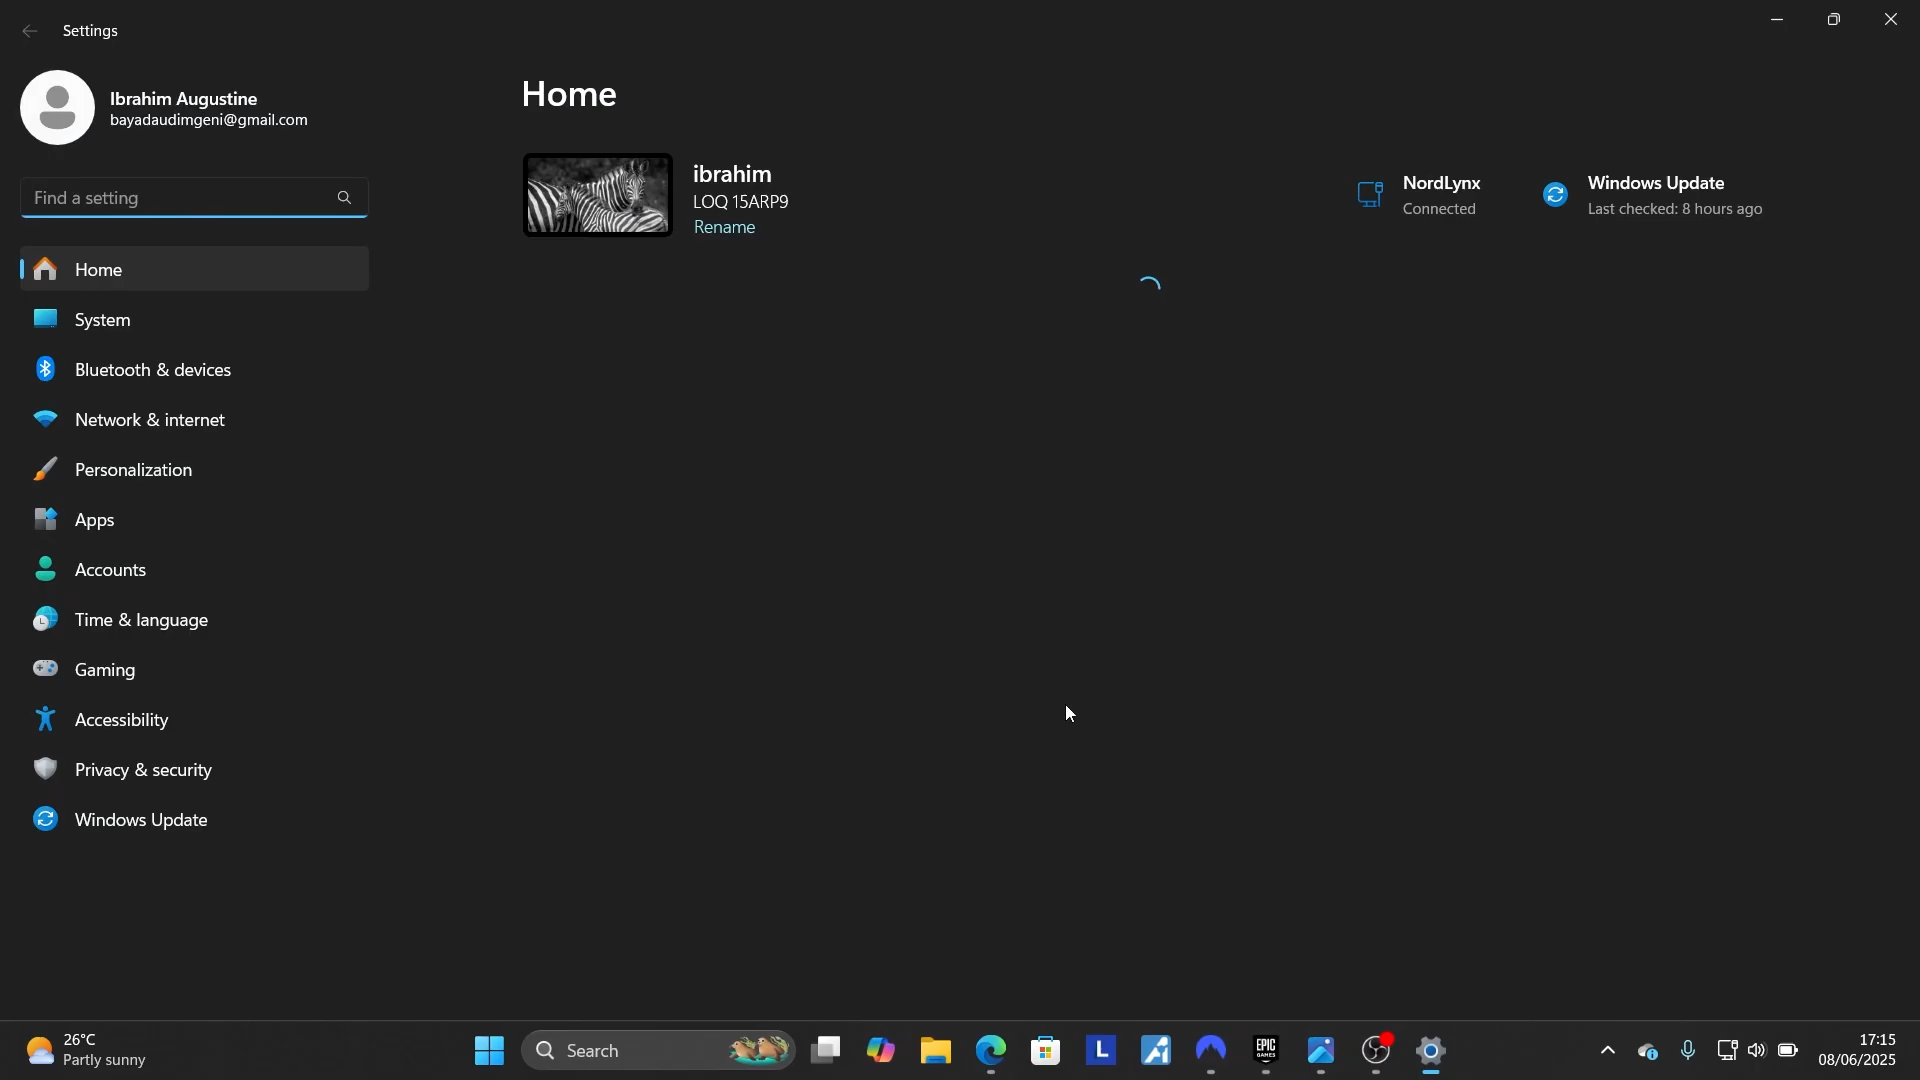 Settings
Ibrahim Augustine
bayadaudimgeni@gmail.com
Find a setting
Home
System
Bluetooth & devices
Network & internet
Personalization
Apps
Accounts
Time & language
Gaming
Accessibility
Privacy & security
Windows Update
Home
ibrahim
LOQ 15ARP9
Rename
NordLynx
Connected
Windows Update
Last checked: 8 hours ago
26°C
Partly sunny
Search
L
EPIC
GAMES
17:15
08/06/2025